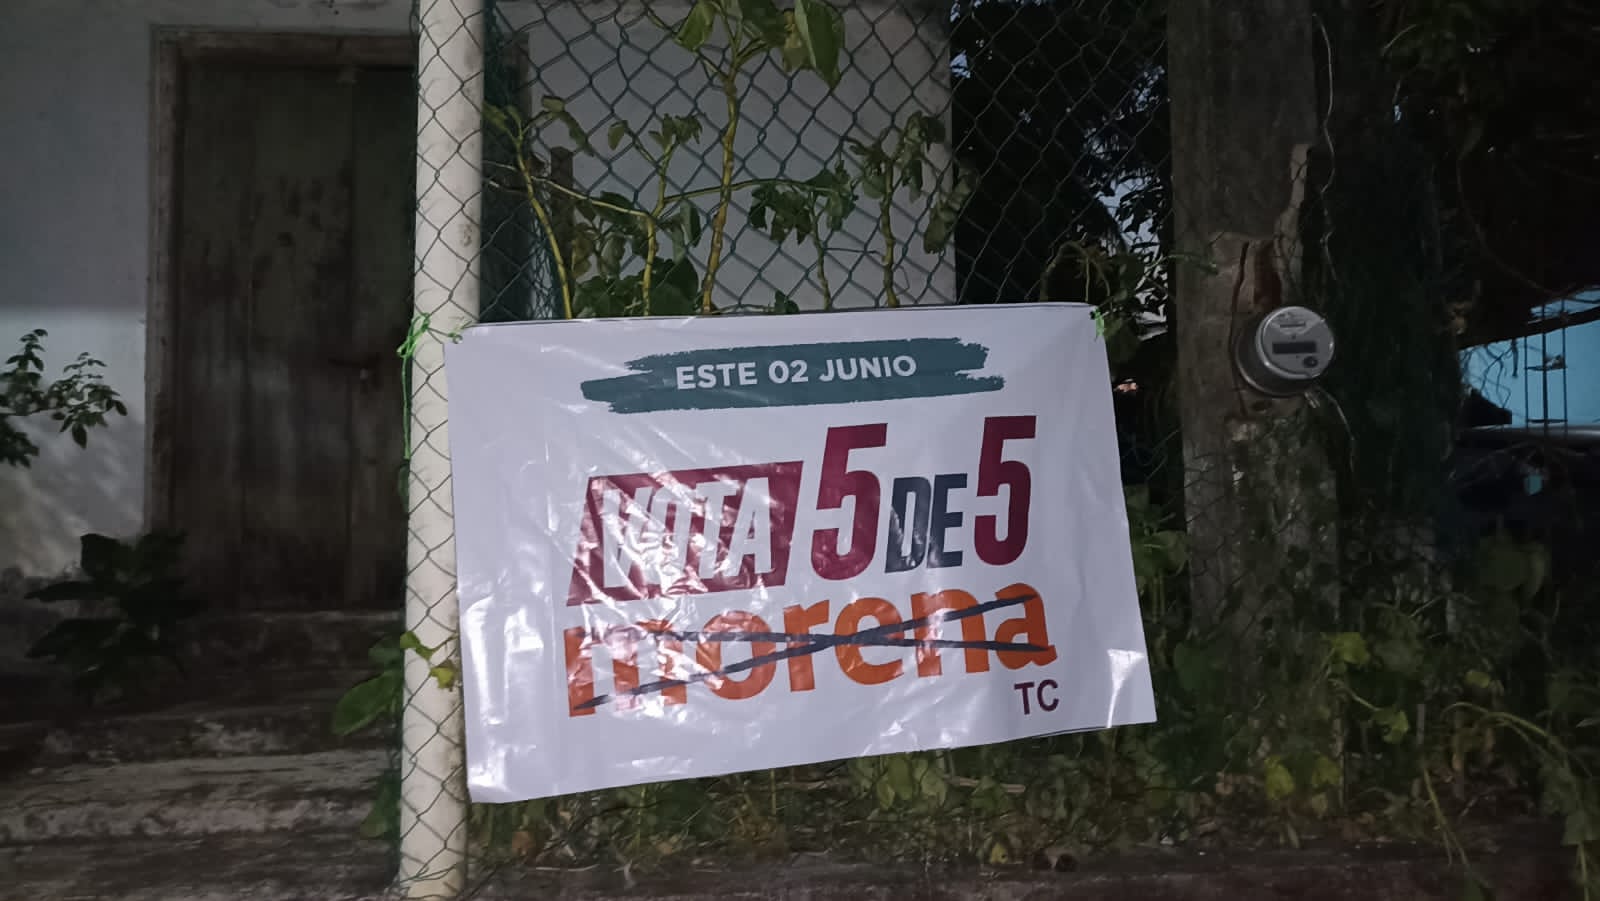 ESTE 02 JUNIO
VOTA 5 DE 5
morena
TC